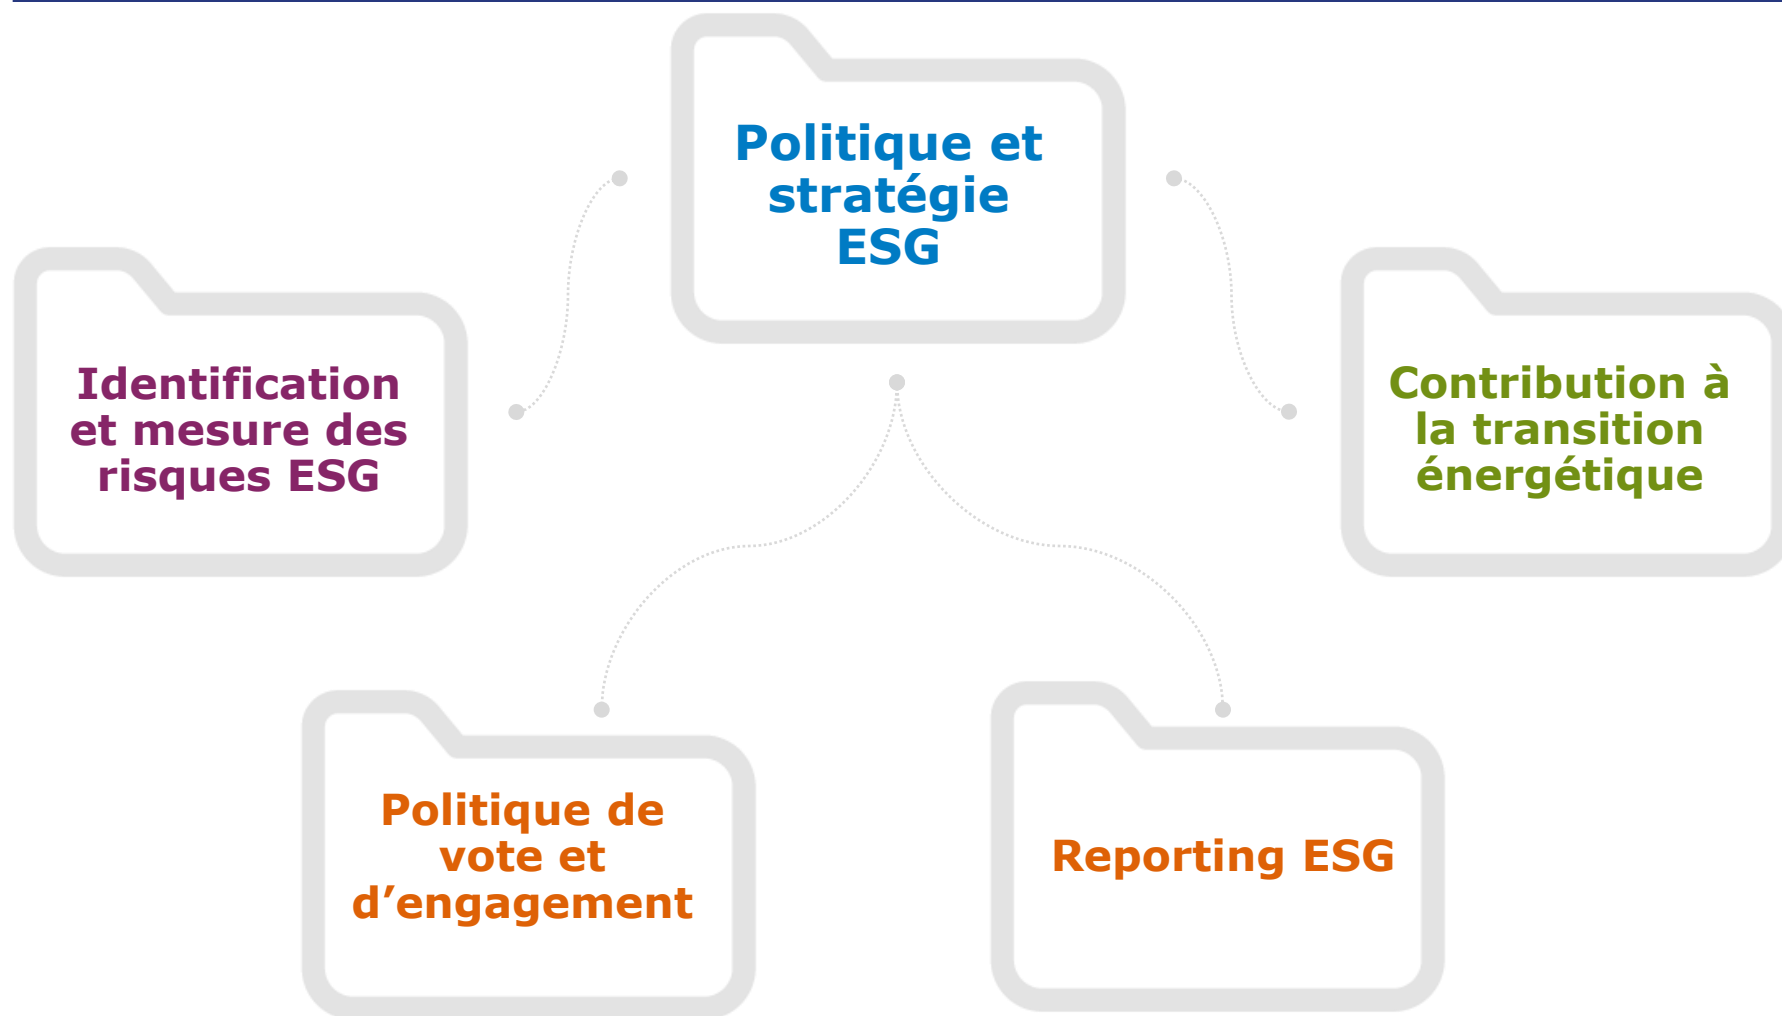 Politique et
stratégie
ESG
Identification
et mesure des
risques ESG
Contribution à
la transition
énergétique
Politique de
vote et
d’engagement
Reporting ESG